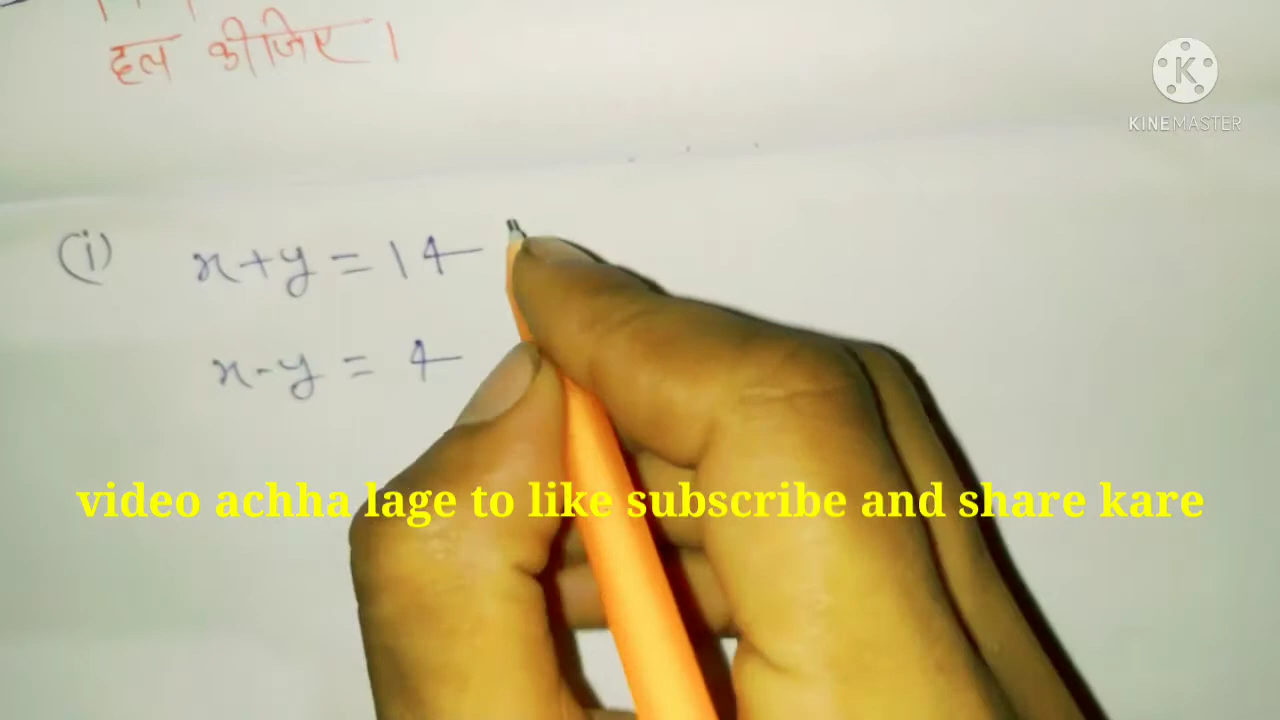 हल कीजिए।
KINEMASTER
(i) x+y = 14
x-y = 4
video achha lage to like subscribe and share kare